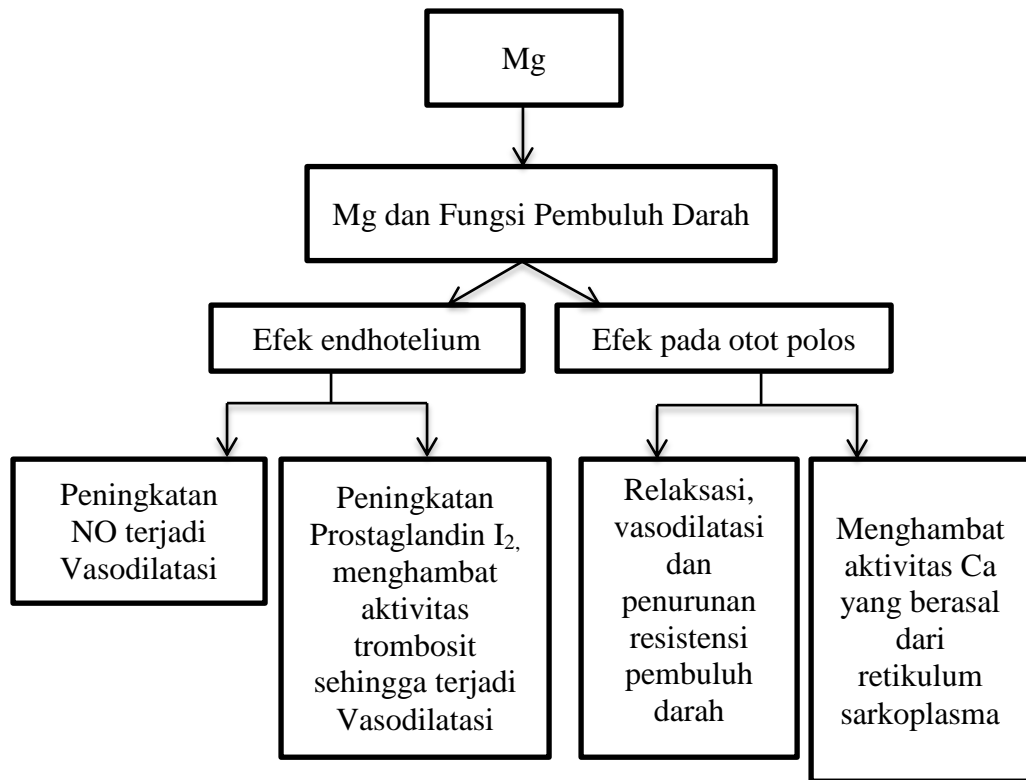 Mg
Mg dan Fungsi Pembuluh Darah
Efek endhotelium
Efek pada otot polos
Peningkatan
NO terjadi
Vasodilatasi
Peningkatan
Prostaglandin I₂,
menghambat
aktivitas
trombosit
sehingga terjadi
Vasodilatasi
Relaksasi,
vasodilatasi
dan
penurunan
resistensi
pembuluh
darah
Menghambat
aktivitas Ca
yang berasal
dari
retikulum
sarkoplasma